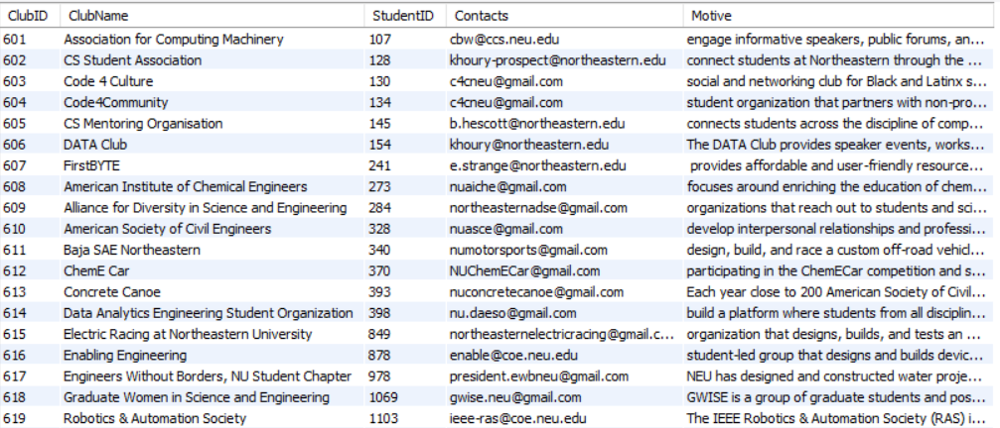 ClubID ClubName StudentID Contacts Motive
601 Association for Computing Machinery 107 cbw@ccs.neu.edu engage informative speakers, public forums, an...
602 CS Student Association 128 khoury-prospect@northeastern.edu connect students at Northeastern through the ...
603 Code 4 Culture 130 c4cneu@gmail.com social and networking club for Black and Latinx s...
604 Code4Community 134 c4cneu@gmail.com student organization that partners with non-pro...
605 CS Mentoring Organisation 145 b.hescott@northeastern.edu connects students across the discipline of comp...
606 DATA Club 154 khoury@northeastern.edu The DATA Club provides speaker events, works...
607 FirstBYTE 241 e.strange@northeastern.edu provides affordable and user-friendly resource...
608 American Institute of Chemical Engineers 273 nuaiche@gmail.com focuses around enriching the education of chem...
609 Alliance for Diversity in Science and Engineering 284 northeasternadse@gmail.com organizations that reach out to students and sci...
610 American Society of Civil Engineers 328 nuasce@gmail.com develop interpersonal relationships and professi...
611 Baja SAE Northeastern 340 numotorsports@gmail.com design, build, and race a custom off-road vehicl...
612 ChemE Car 370 NUChemECar@gmail.com participating in the ChemECar competition and s...
613 Concrete Canoe 393 nuconcretecanoe@gmail.com Each year close to 200 American Society of Civil...
614 Data Analytics Engineering Student Organization 398 nu.daeso@gmail.com build a platform where students from all disciplin...
615 Electric Racing at Northeastern University 849 northeasternelectricracing@gmail.c... organization that designs, builds, and tests an ...
616 Enabling Engineering 878 enable@coe.neu.edu student-led group that designs and builds devic...
617 Engineers Without Borders, NU Student Chapter 978 president.ewbneu@gmail.com NEU has designed and constructed water proje...
618 Graduate Women in Science and Engineering 1069 gwise.neu@gmail.com GWISE is a group of graduate students and pos...
619 Robotics & Automation Society 1103 ieee-ras@coe.neu.edu The IEEE Robotics & Automation Society (RAS) i...